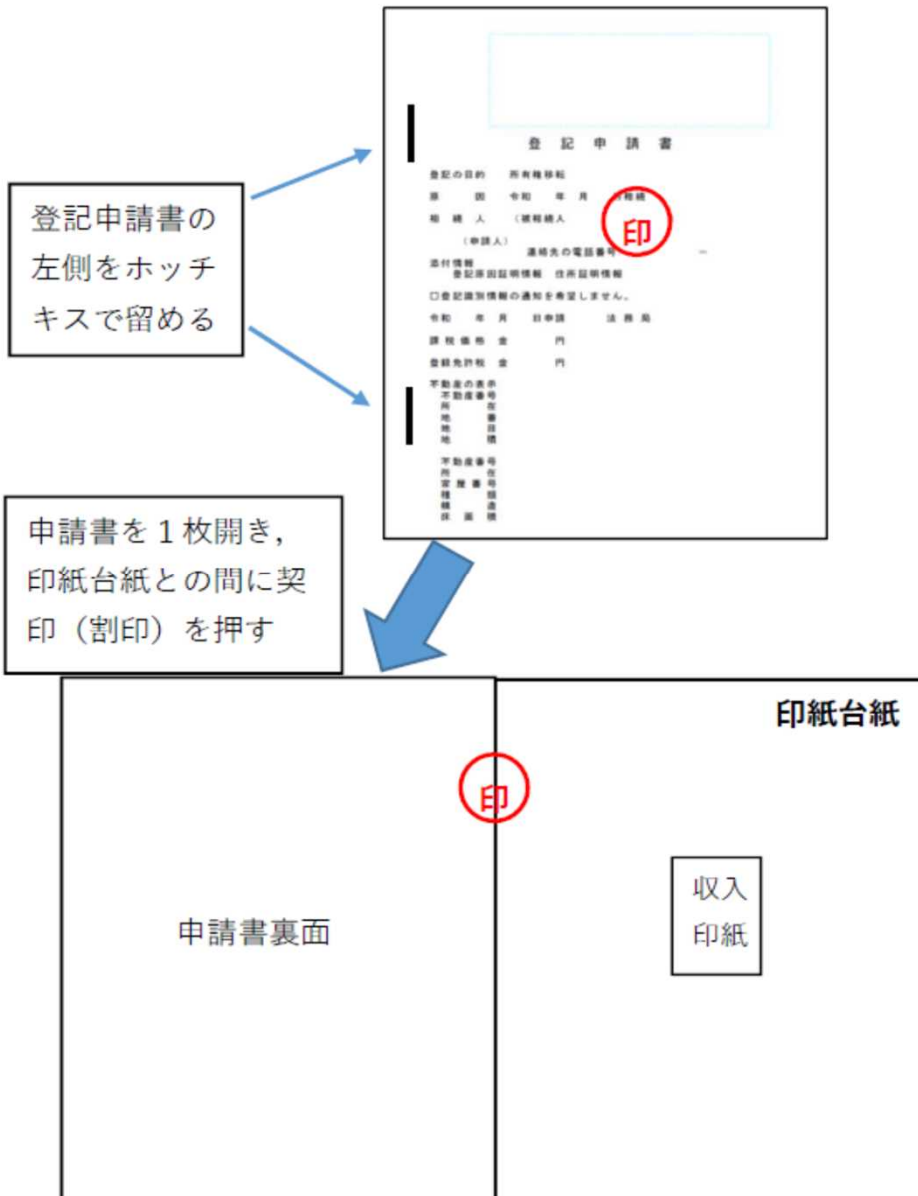 登記申請書
登記の目的 所有権移転
原 因 令和 年 月 日相続
相 続 人 （被相続人
印
（申請人）
連絡先の電話番号 －
添付情報
登記原因証明情報 住所証明情報
□登記識別情報の通知を希望しません。
令和 年 月 日申請 法務局
課税価格 金 円
登録免許税 金 円
不動産の表示
不動産番号
所 在
地 番
地 目
地 積
不動産番号
所 在
家屋番号
種 類
構 造
床 面 積
登記申請書の
左側をホッチ
キスで留める
申請書を１枚開き，
印紙台紙との間に契
印（割印）を押す
印紙台紙
印
申請書裏面
収入
印紙